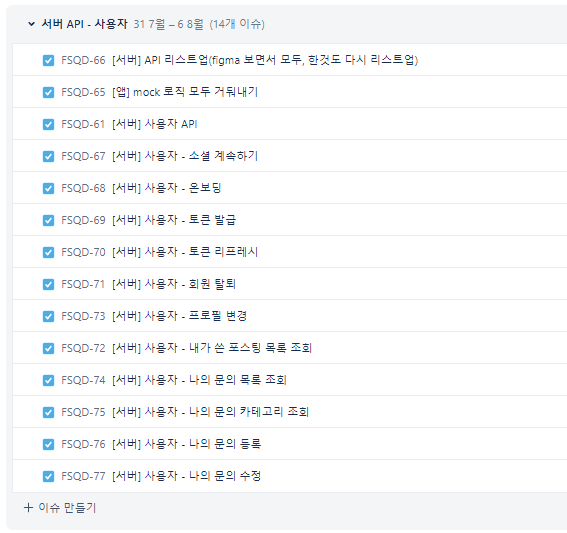 서버 API - 사용자 31 7월 – 6 8월 (14개 이슈)
FSQD-66 [서버] API 리스트업(figma 보면서 모두, 한것도 다시 리스트업)
FSQD-65 [앱] mock 로직 모두 거둬내기
FSQD-61 [서버] 사용자 API
FSQD-67 [서버] 사용자 - 소셜 계속하기
FSQD-68 [서버] 사용자 - 온보딩
FSQD-69 [서버] 사용자 - 토큰 발급
FSQD-70 [서버] 사용자 - 토큰 리프레시
FSQD-71 [서버] 사용자 - 회원 탈퇴
FSQD-73 [서버] 사용자 - 프로필 변경
FSQD-72 [서버] 사용자 - 내가 쓴 포스팅 목록 조회
FSQD-74 [서버] 사용자 - 나의 문의 목록 조회
FSQD-75 [서버] 사용자 - 나의 문의 카테고리 조회
FSQD-76 [서버] 사용자 - 나의 문의 등록
FSQD-77 [서버] 사용자 - 나의 문의 수정
+ 이슈 만들기